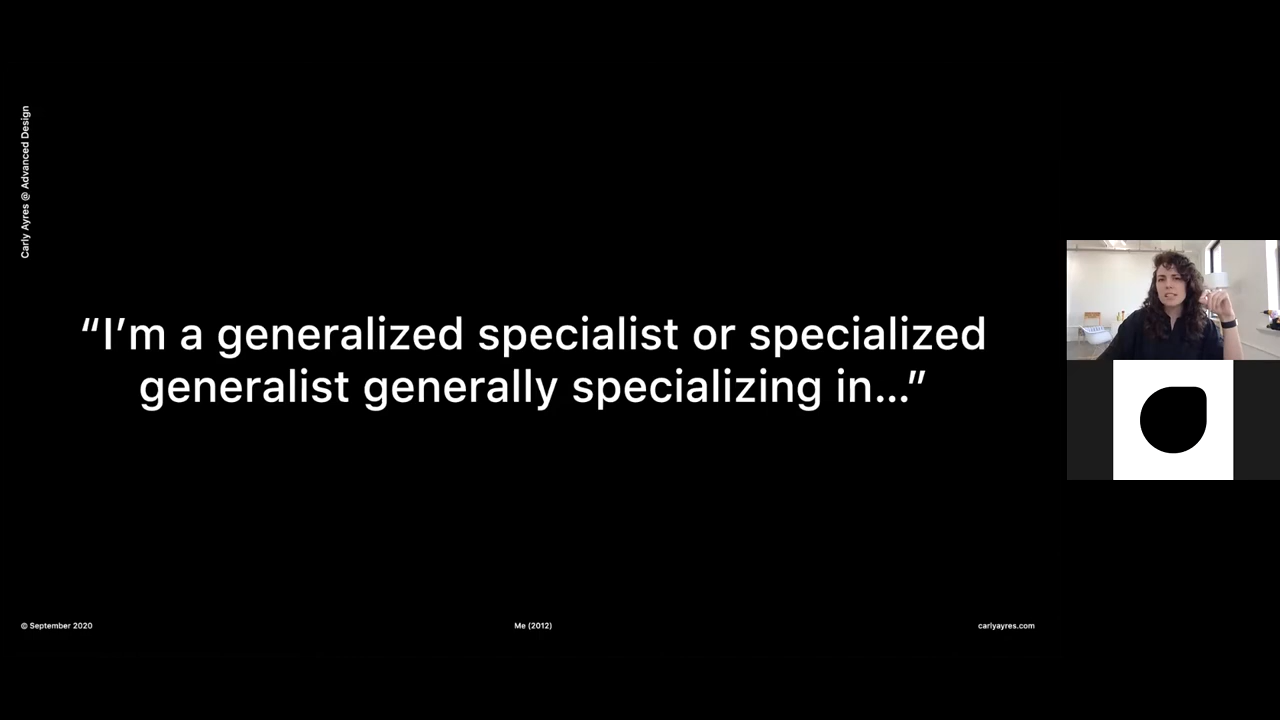 Carly Ayres @ Advanced Design
“I’m a generalized specialist or specialized
generalist generally specializing in...”
© September 2020
Me (2012)
carlyayres.com